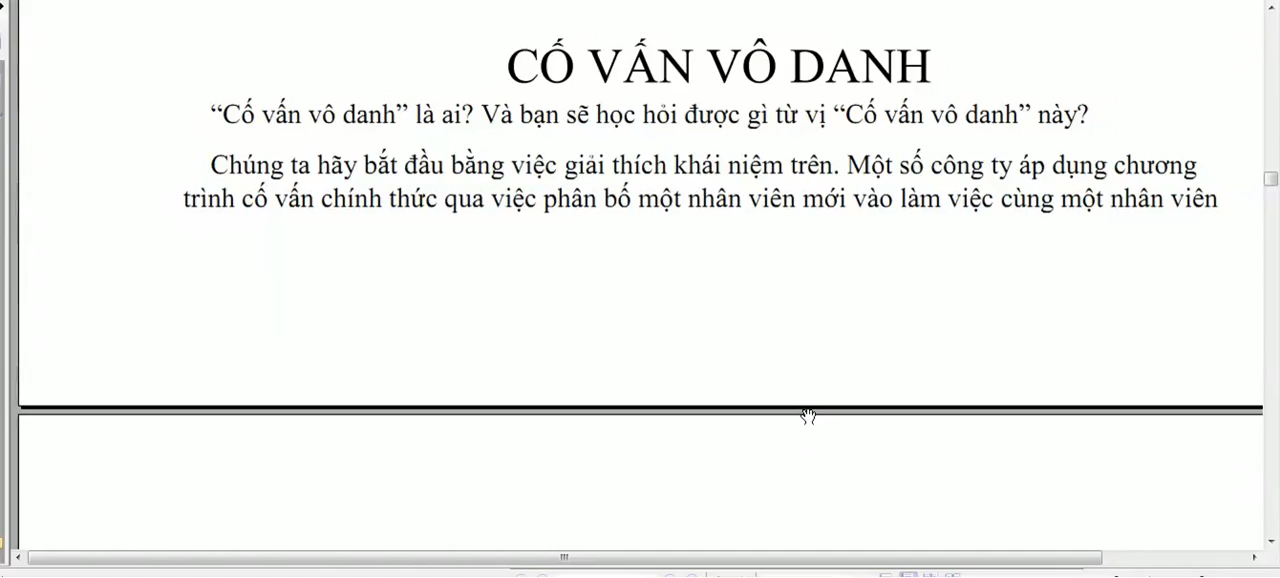 CỐ VẤN VÔ DANH
“Cố vấn vô danh” là ai? Và bạn sẽ học hỏi được gì từ vị “Cố vấn vô danh” này?
Chúng ta hãy bắt đầu bằng việc giải thích khái niệm trên. Một số công ty áp dụng chương
trình cố vấn chính thức qua việc phân bố một nhân viên mới vào làm việc cùng một nhân viên